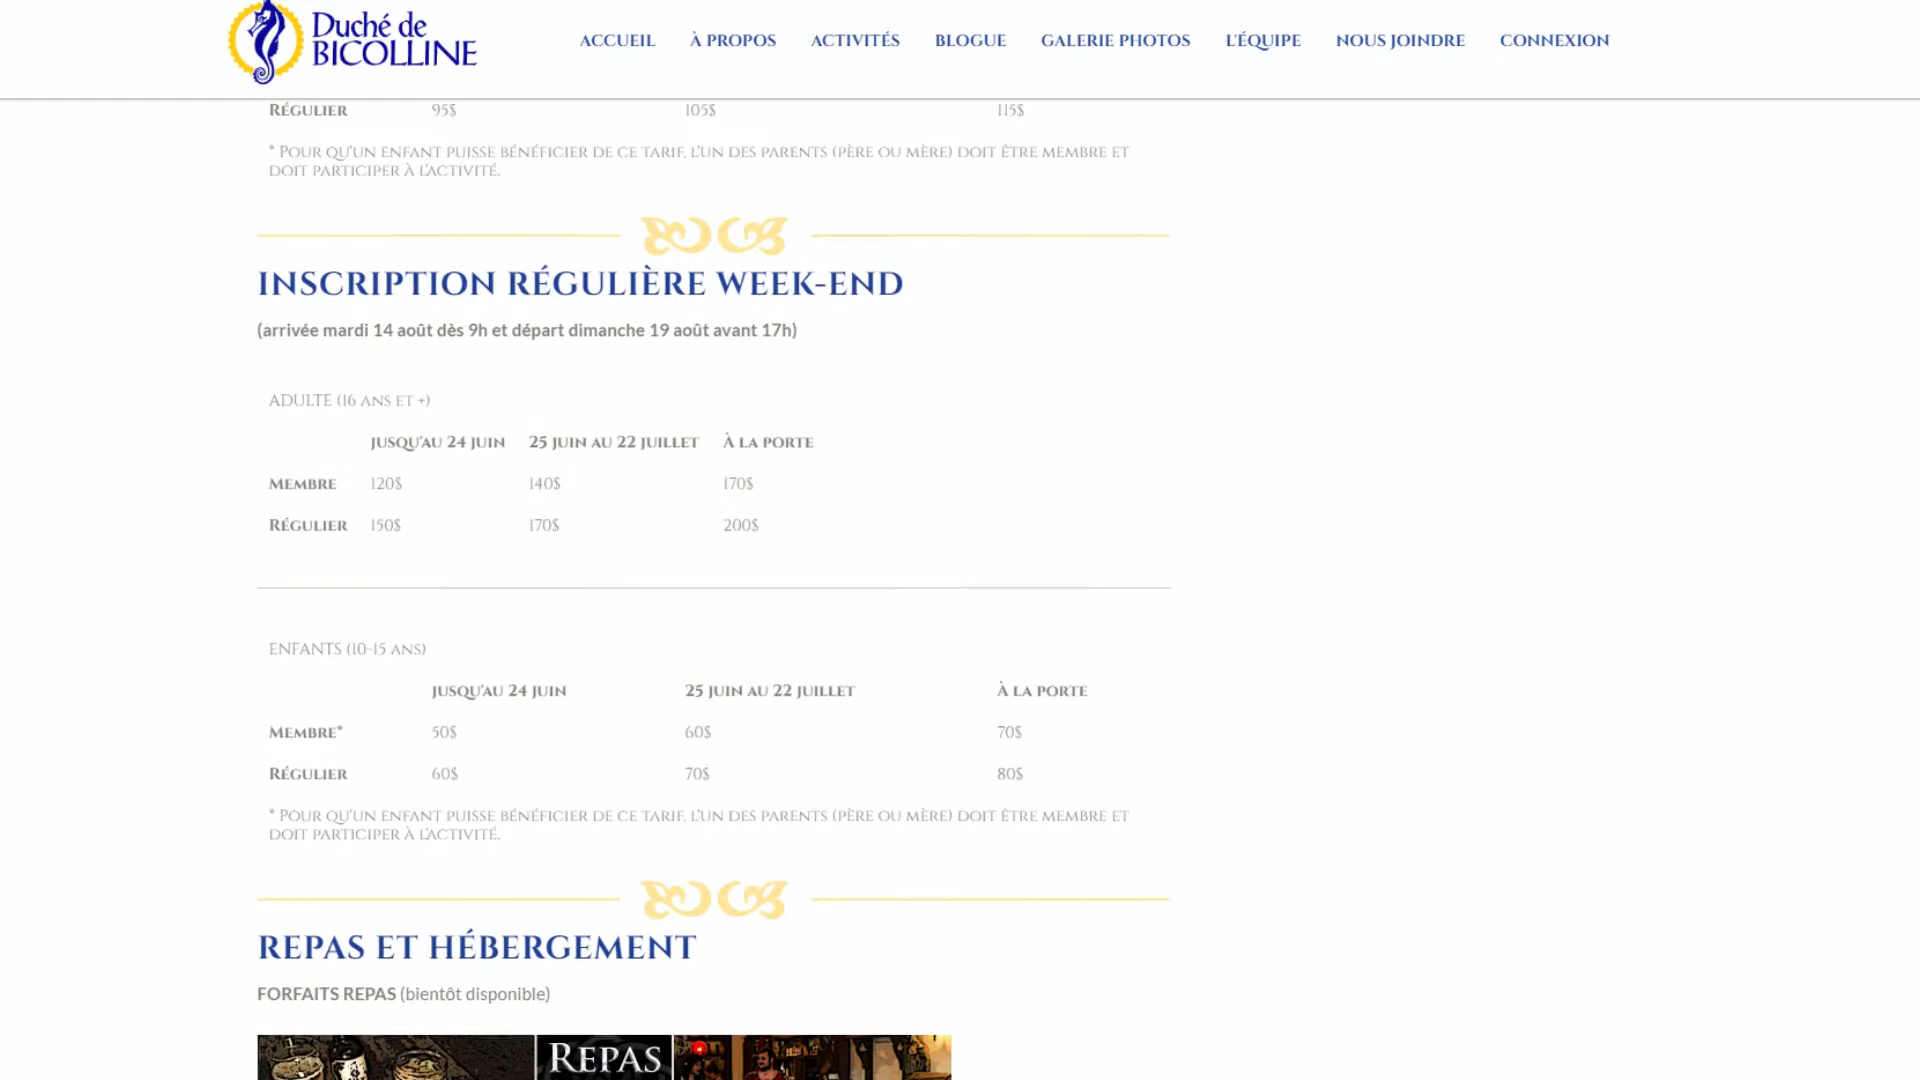 Duché de
BICOLLINE
ACCUEIL À PROPOS ACTIVITÉS BLOGUE GALERIE PHOTOS L'ÉQUIPE NOUS JOINDRE CONNEXION
RÉGULIER 95$ 105$ 115$
* POUR QU'UN ENFANT PUISSE BÉNÉFICIER DE CE TARIF, L'UN DES PARENTS (PÈRE OU MÈRE) DOIT ÊTRE MEMBRE ET
DOIT PARTICIPER À L'ACTIVITÉ.
INSCRIPTION RÉGULIÈRE WEEK-END
(arrivée mardi 14 août dès 9h et départ dimanche 19 août avant 17h)
ADULTE (16 ANS ET +)
JUSQU'AU 24 JUIN 25 JUIN AU 22 JUILLET À LA PORTE
MEMBRE 120$ 140$ 170$
RÉGULIER 150$ 170$ 200$
ENFANTS (10-15 ANS)
JUSQU'AU 24 JUIN 25 JUIN AU 22 JUILLET À LA PORTE
MEMBRE* 50$ 60$ 70$
RÉGULIER 60$ 70$ 80$
* POUR QU'UN ENFANT PUISSE BÉNÉFICIER DE CE TARIF, L'UN DES PARENTS (PÈRE OU MÈRE) DOIT ÊTRE MEMBRE ET
DOIT PARTICIPER À L'ACTIVITÉ.
REPAS ET HÉBERGEMENT
FORFAITS REPAS (bientôt disponible)
REPAS